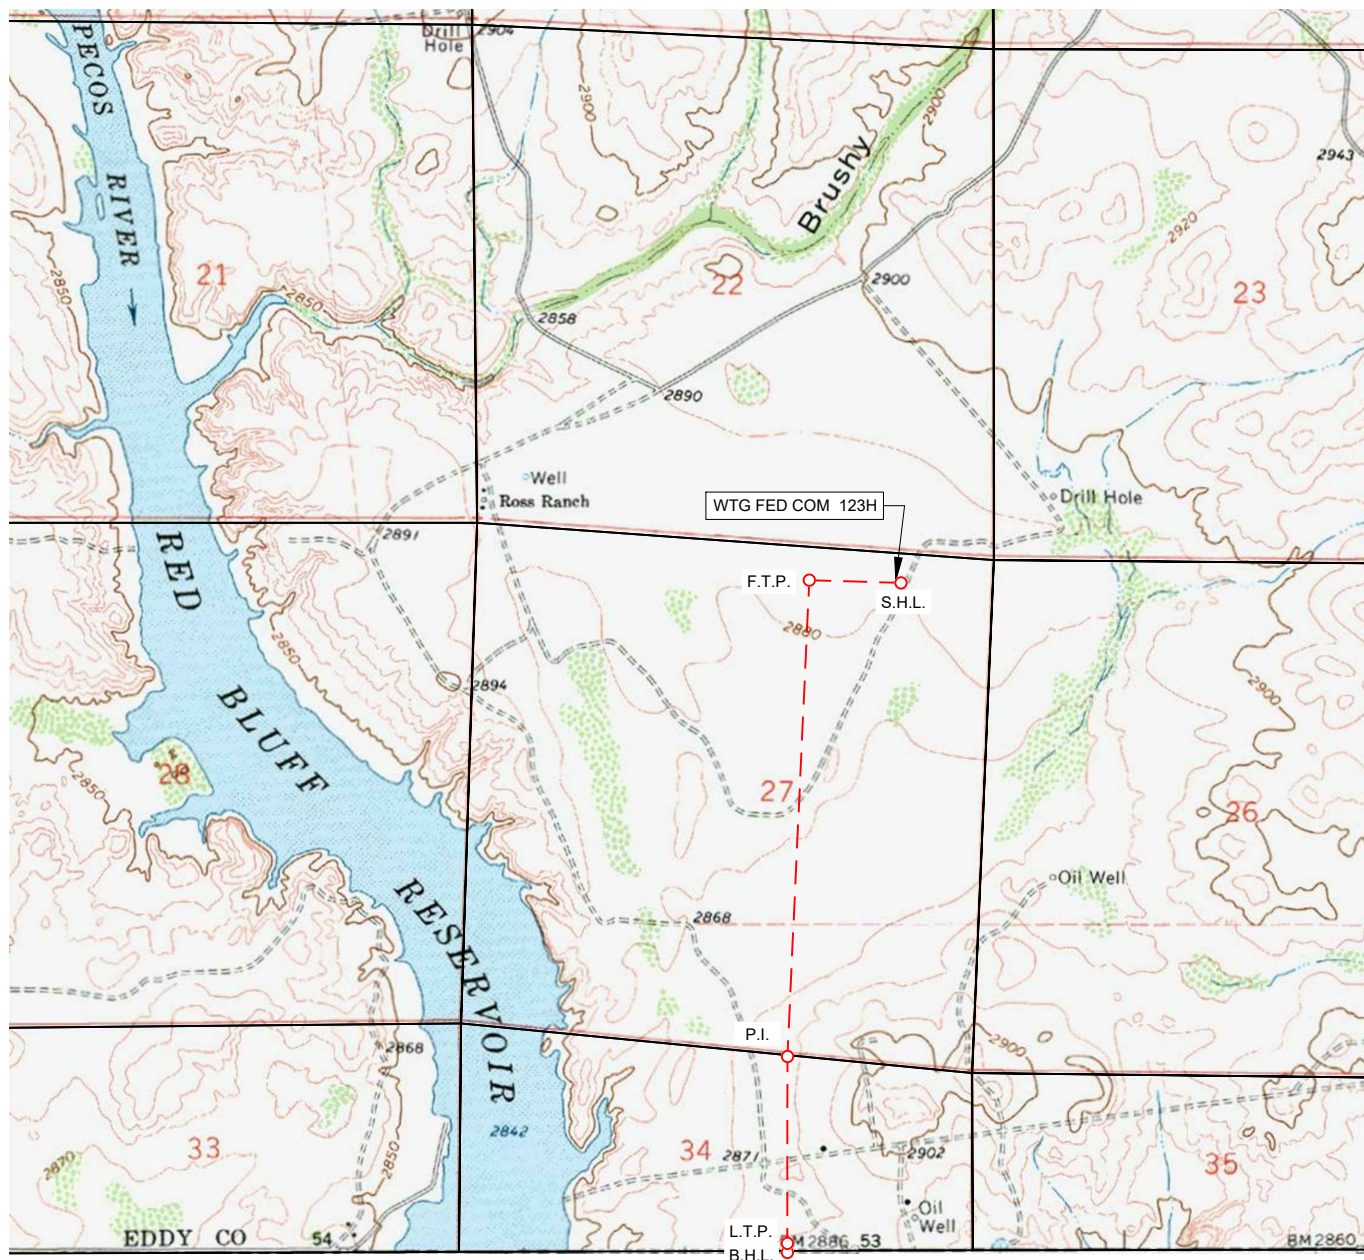 PECOS
RIVER
Drill
Hole
2904
2900
2900
Brushy
2943
2920
21
2850
2850
22
23
2900
2858
2890
Well
Ross Ranch
WTG FED COM 123H
Drill Hole
2891
RED
F.T.P.
S.H.L.
2880
2850
2894
BLUFF
2900
28
2850
27
26
RESERVOIR
2868
Oil Well
P.I.
2868
2900
2842
33
34
2871
2902
35
2870
2850
EDDY CO
54
L.T.P.
B.H.L.
BM 2886
53
Oil
Well
BM 2860